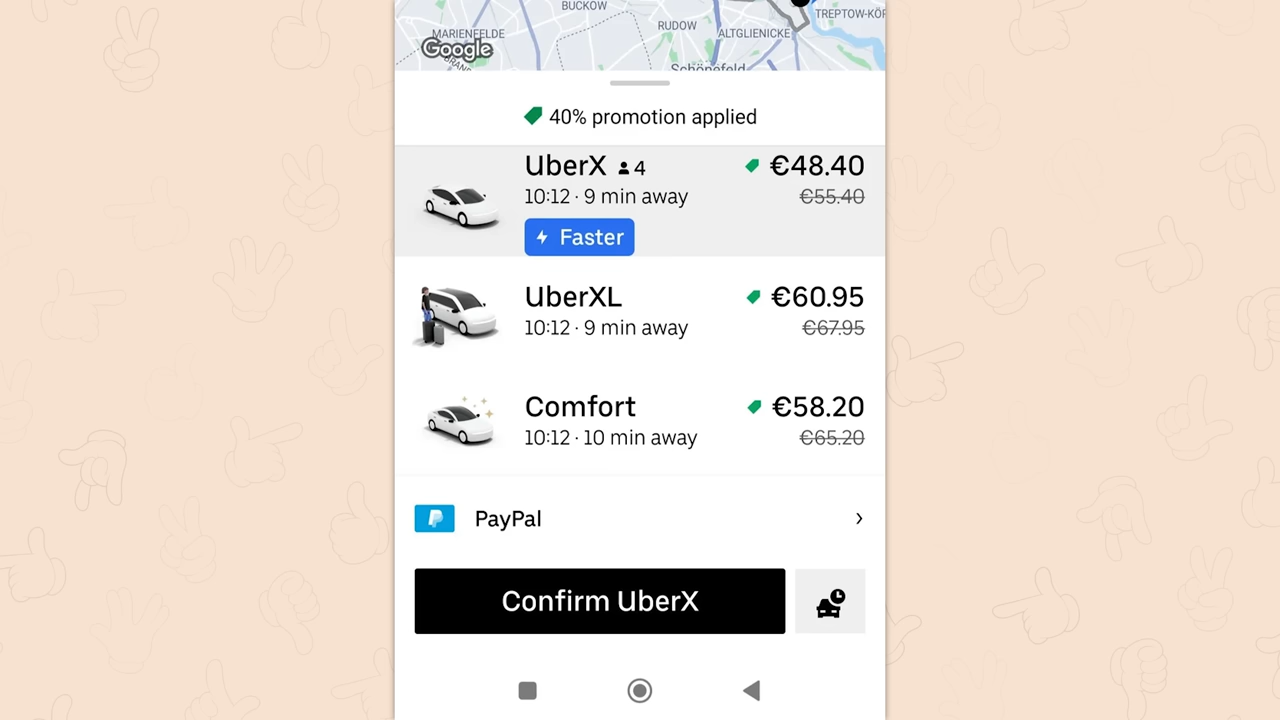 BUCKOW
TREPTOW-KÖP
RUDOW
MARIENFELDE
ALTGLIENICKE
Google
BRAN
Schönefeld
40% promotion applied
UberX 4 €48.40
10:12 · 9 min away €55.40
Faster
UberXL €60.95
10:12 · 9 min away €67.95
Comfort €58.20
10:12 · 10 min away €65.20
PayPal
Confirm UberX